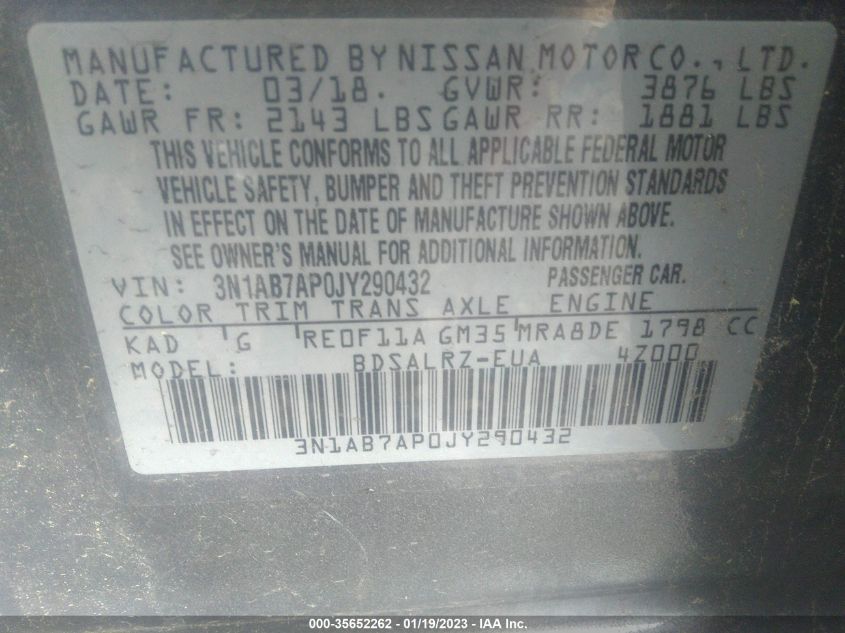 MANUFACTURED BY NISSAN MOTOR CO., LTD.
DATE: 03/18. GVWR: 3876 LBS
GAWR FR: 2143 LBS GAWR RR: 1881 LBS
THIS VEHICLE CONFORMS TO ALL APPLICABLE FEDERAL MOTOR
VEHICLE SAFETY, BUMPER AND THEFT PREVENTION STANDARDS
IN EFFECT ON THE DATE OF MANUFACTURE SHOWN ABOVE.
SEE OWNER'S MANUAL FOR ADDITIONAL INFORMATION.
VIN: 3N1AB7AP0JY290432 PASSENGER CAR.
COLOR TRIM TRANS AXLE ENGINE
KAD G RE0F11A GM35 MRA8DE 1798 CC
MODEL: BDSALRZ-EUA 4Z000
3N1AB7AP0JY290432
000-35652262 - 01/19/2023 - IAA Inc.